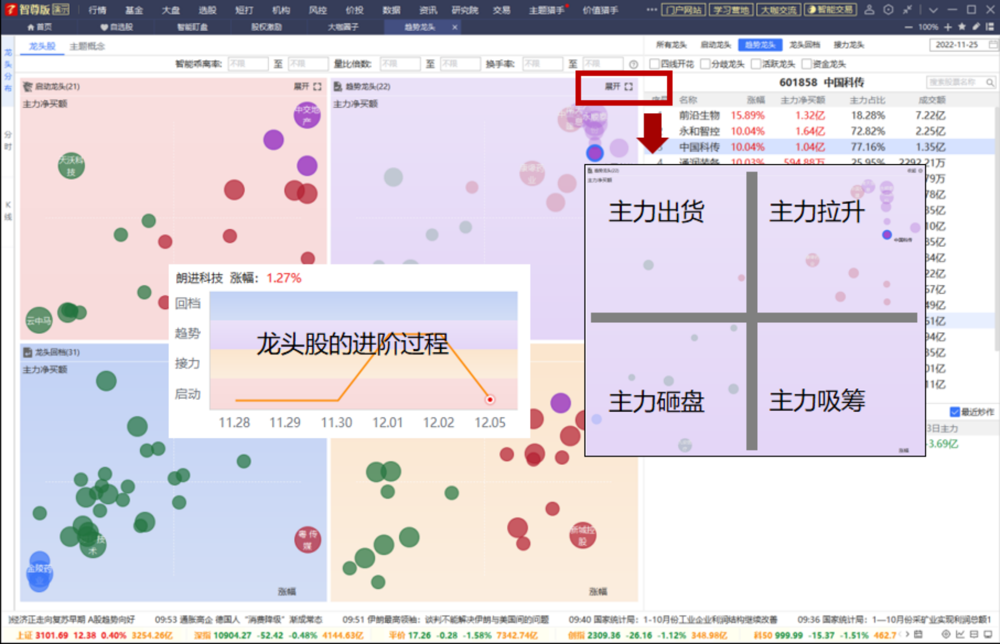 智尊版 演示 行情 基金 大盘 选股 短打 机构 风控 价投 数据 资讯 研究院 交易 主题猎手 价值猎手 ··· 门户网站 学习营地 大咖交流 智能交易
首页 自选股 智能盯盘 股权激励 大咖圈子 趋势龙头 × 100%
龙头分布
分时
K线
龙头股 主题概念
所有龙头 启动龙头 趋势龙头 龙头回档 接力龙头 2022-11-25
智能乖离率: 不限 至 不限 量比倍数: 不限 至 不限 换手率: 不限 至 不限
四线开花 分歧龙头 活跃龙头 资金龙头
启动龙头(21) 展开
主力净买额
中交地产
天沃科技
云中马
趋势龙头(22) 展开
主力净买额
601858 中国科传 搜索股票名称
名称 涨幅 主力净买额 主力占比 成交额
前沿生物 15.89% 1.32亿 18.28% 7.22亿
永和智控 10.04% 1.64亿 72.82% 2.25亿
中国科传 10.04% 1.04亿 77.16% 1.35亿
4 通润装备 10.03% 594.88万 25.95% 2292.21万
趋势龙头(22)
主力净买额
主力出货 主力拉升
中国科传
主力砸盘 主力吸筹
涨幅
79万
78亿
35亿
10亿
35亿
34亿
22亿
57亿
49亿
51亿
94亿
35亿
01亿
11亿
最近炒作
3日主力
-3.69亿
朗进科技 涨幅: 1.27%
回档
趋势
接力
启动
龙头股的进阶过程
11.28 11.29 11.30 12.01 12.02 12.05
龙头回档(31)
主力净买额
技术
粤传媒
金陵药业
涨幅
新城控股
涨幅
经济正走向复苏早期 A股趋势向好 09:53 通胀高企 德国人“消费降级”渐成常态 09:51 伊朗最高领袖：谈判不能解决伊朗与美国间的问题 09:40 国家统计局：1-10月份工业企业利润结构继续改善 09:36 国家统计局：1—10月份采矿业实现利润总额1
上证 3101.69 12.38 0.40% 3254.26亿 深指 10904.27 -52.42 -0.48% 4144.63亿 平价 17.26 -0.28 -1.58% 7342.74亿 创指 2309.36 -26.16 -1.12% 348.98亿 科50 999.99 -15.37 -1.51% 462.7